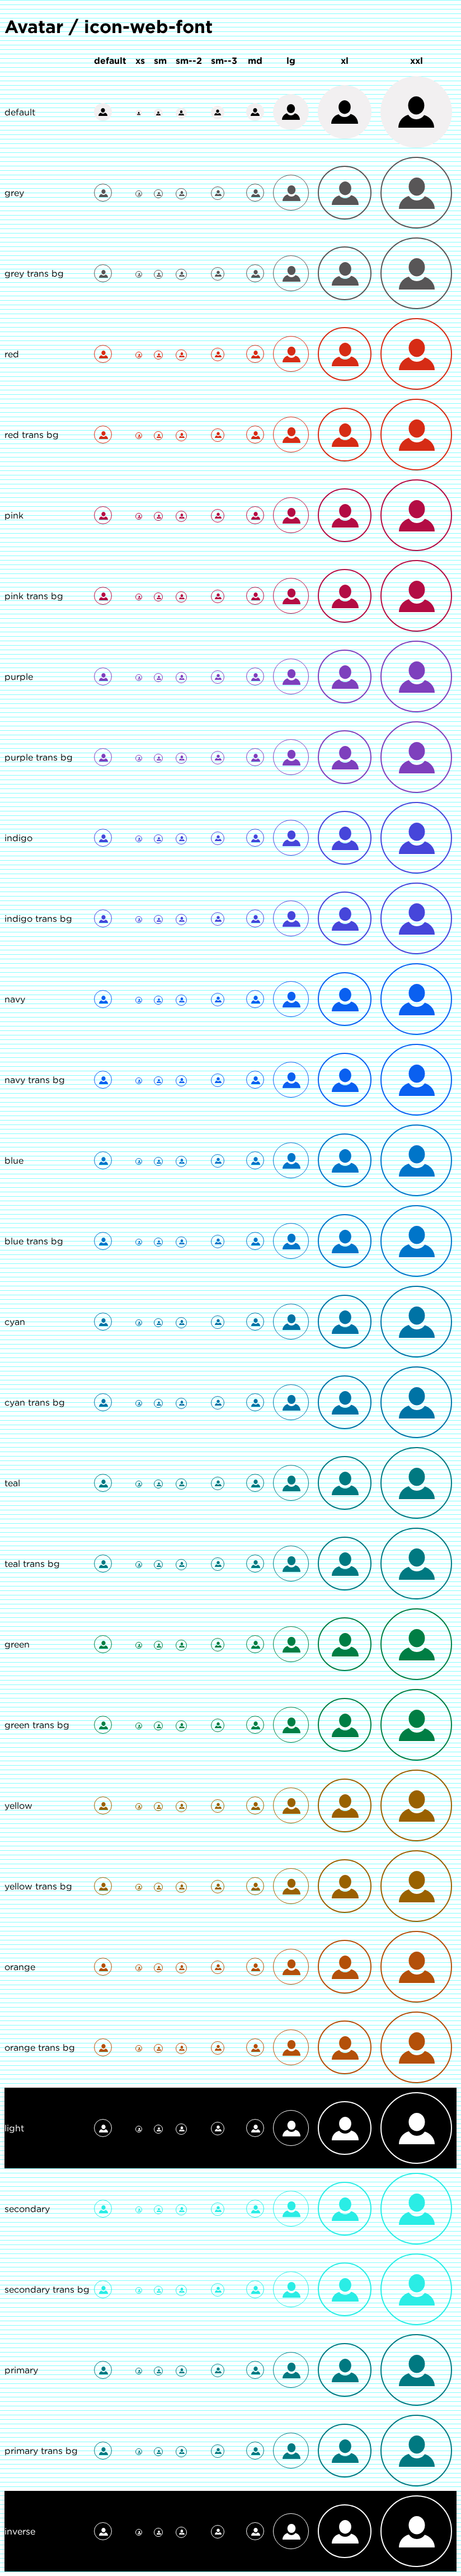 Avatar / icon-web-font
default xs sm sm--2 sm--3 md lg xl xxl
default
grey
grey trans bg
red
red trans bg
pink
pink trans bg
purple
purple trans bg
indigo
indigo trans bg
navy
navy trans bg
blue
blue trans bg
cyan
cyan trans bg
teal
teal trans bg
green
green trans bg
yellow
yellow trans bg
orange
orange trans bg
light
secondary
secondary trans bg
primary
primary trans bg
inverse